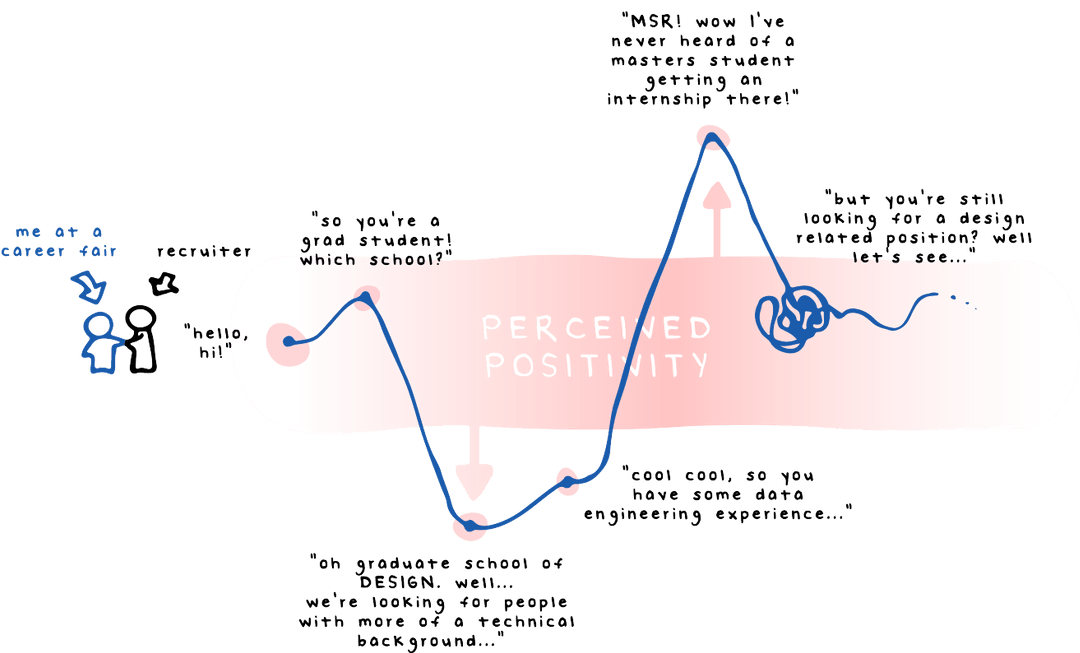 me at a
career fair
recruiter
"hello,
hi!"
"so you're a
grad student!
which school?"
"oh graduate school of
DESIGN. well...
we're looking for people
with more of a technical
background..."
"cool cool, so you
have some data
engineering experience..."
"MSR! wow I've
never heard of a
masters student
getting an
internship there!"
"but you're still
looking for a design
related position? well
let's see..."
PERCEIVED
POSITIVITY